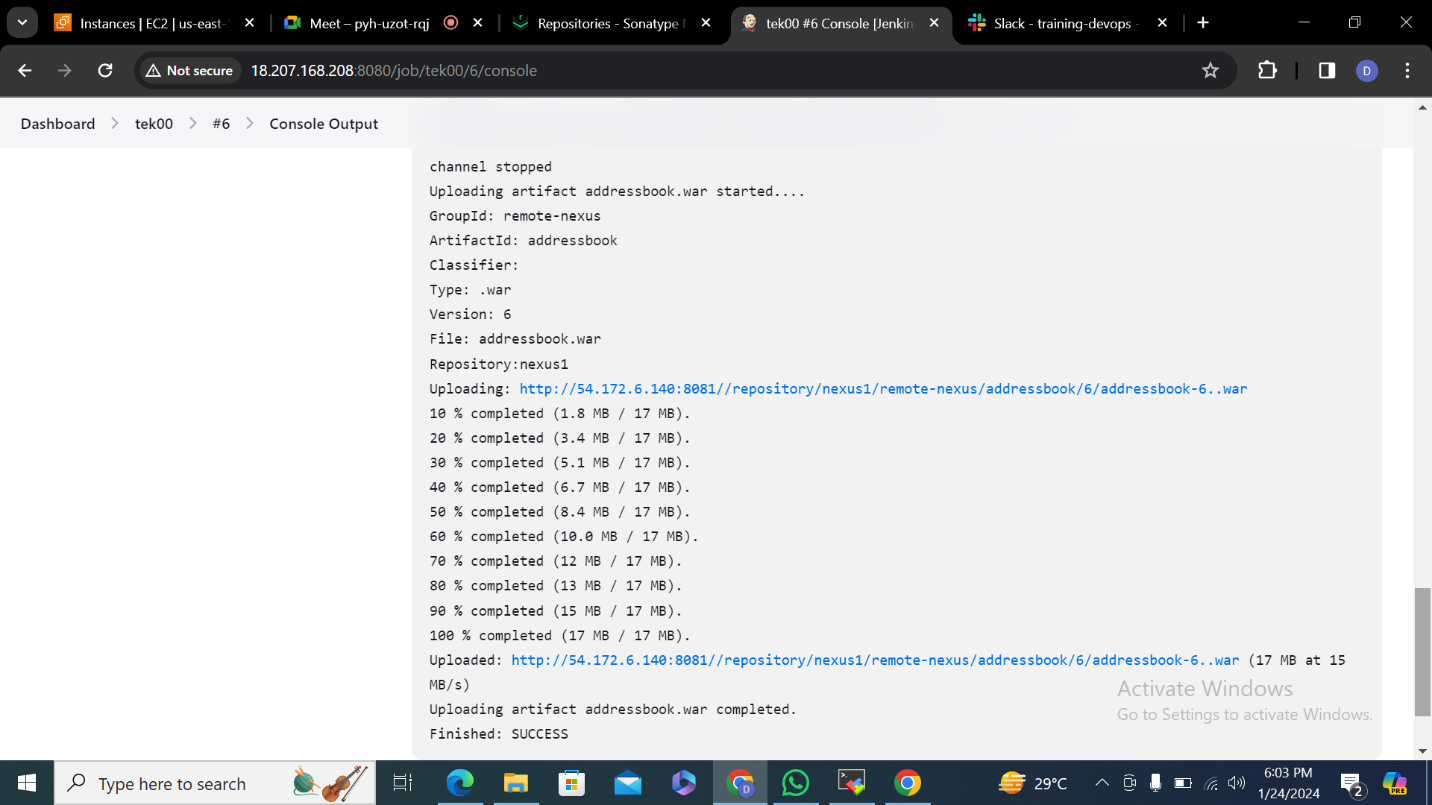 Instances | EC2 | us-east-
Meet – pyh-uzot-rqj
Repositories - Sonatype
tek00 #6 Console [Jenkin
Slack - training-devops -
Not secure
18.207.168.208:8080/job/tek00/6/console
D
Dashboard > tek00 > #6 > Console Output
channel stopped
Uploading artifact addressbook.war started....
GroupId: remote-nexus
ArtifactId: addressbook
Classifier:
Type: .war
Version: 6
File: addressbook.war
Repository:nexus1
Uploading: http://54.172.6.140:8081//repository/nexus1/remote-nexus/addressbook/6/addressbook-6..war
10 % completed (1.8 MB / 17 MB).
20 % completed (3.4 MB / 17 MB).
30 % completed (5.1 MB / 17 MB).
40 % completed (6.7 MB / 17 MB).
50 % completed (8.4 MB / 17 MB).
60 % completed (10.0 MB / 17 MB).
70 % completed (12 MB / 17 MB).
80 % completed (13 MB / 17 MB).
90 % completed (15 MB / 17 MB).
100 % completed (17 MB / 17 MB).
Uploaded: http://54.172.6.140:8081//repository/nexus1/remote-nexus/addressbook/6/addressbook-6..war (17 MB at 15
MB/s)
Uploading artifact addressbook.war completed.
Finished: SUCCESS
Activate Windows
Go to Settings to activate Windows.
Type here to search
D
29°C
6:03 PM
1/24/2024
2
PRE